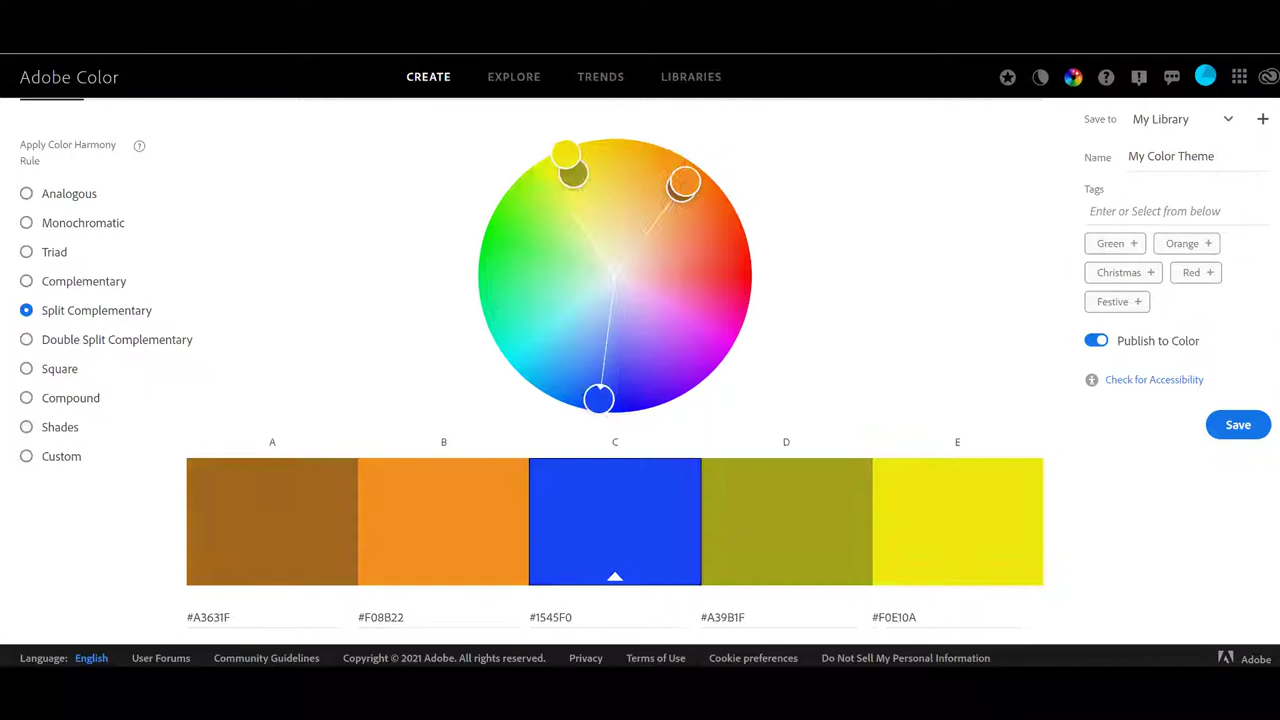 Adobe Color
CREATE
EXPLORE
TRENDS
LIBRARIES
Save to
My Library
Name
My Color Theme
Tags
Enter or Select from below
Green +
Orange +
Christmas +
Red +
Festive +
Publish to Color
Check for Accessibility
Save
Apply Color Harmony
Rule
Analogous
Monochromatic
Triad
Complementary
Split Complementary
Double Split Complementary
Square
Compound
Shades
Custom
A
B
C
D
E
#A3631F
#F08B22
#1545F0
#A39B1F
#F0E10A
Language: English
User Forums
Community Guidelines
Copyright © 2021 Adobe. All rights reserved.
Privacy
Terms of Use
Cookie preferences
Do Not Sell My Personal Information
Adobe